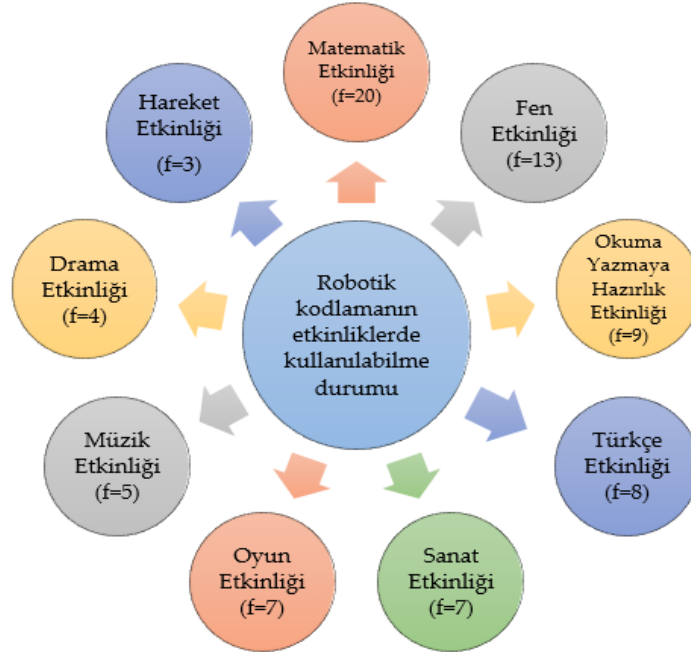 Matematik
Etkinliği
(f=20)
Fen
Etkinliği
(f=13)
Okuma
Yazmaya
Hazırlık
Etkinliği
(f=9)
Türkçe
Etkinliği
(f=8)
Sanat
Etkinliği
(f=7)
Oyun
Etkinliği
(f=7)
Müzik
Etkinliği
(f=5)
Drama
Etkinliği
(f=4)
Hareket
Etkinliği
(f=3)
Robotik
kodlamanın
etkinliklerde
kullanılabilme
durumu